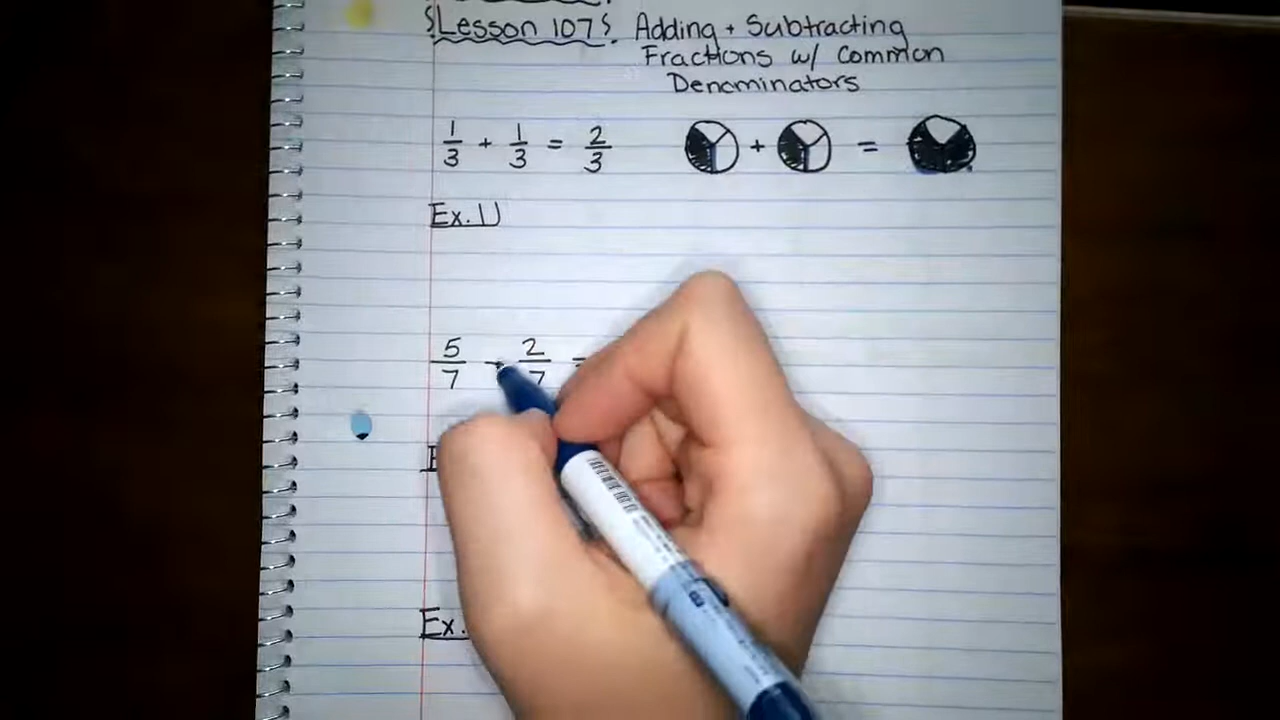 Lesson 107 Adding + Subtracting
Fractions w/ Common
Denominators
1/3 + 1/3 = 2/3 + =
Ex. 1)
5/7 - 2/7 =
Ex.